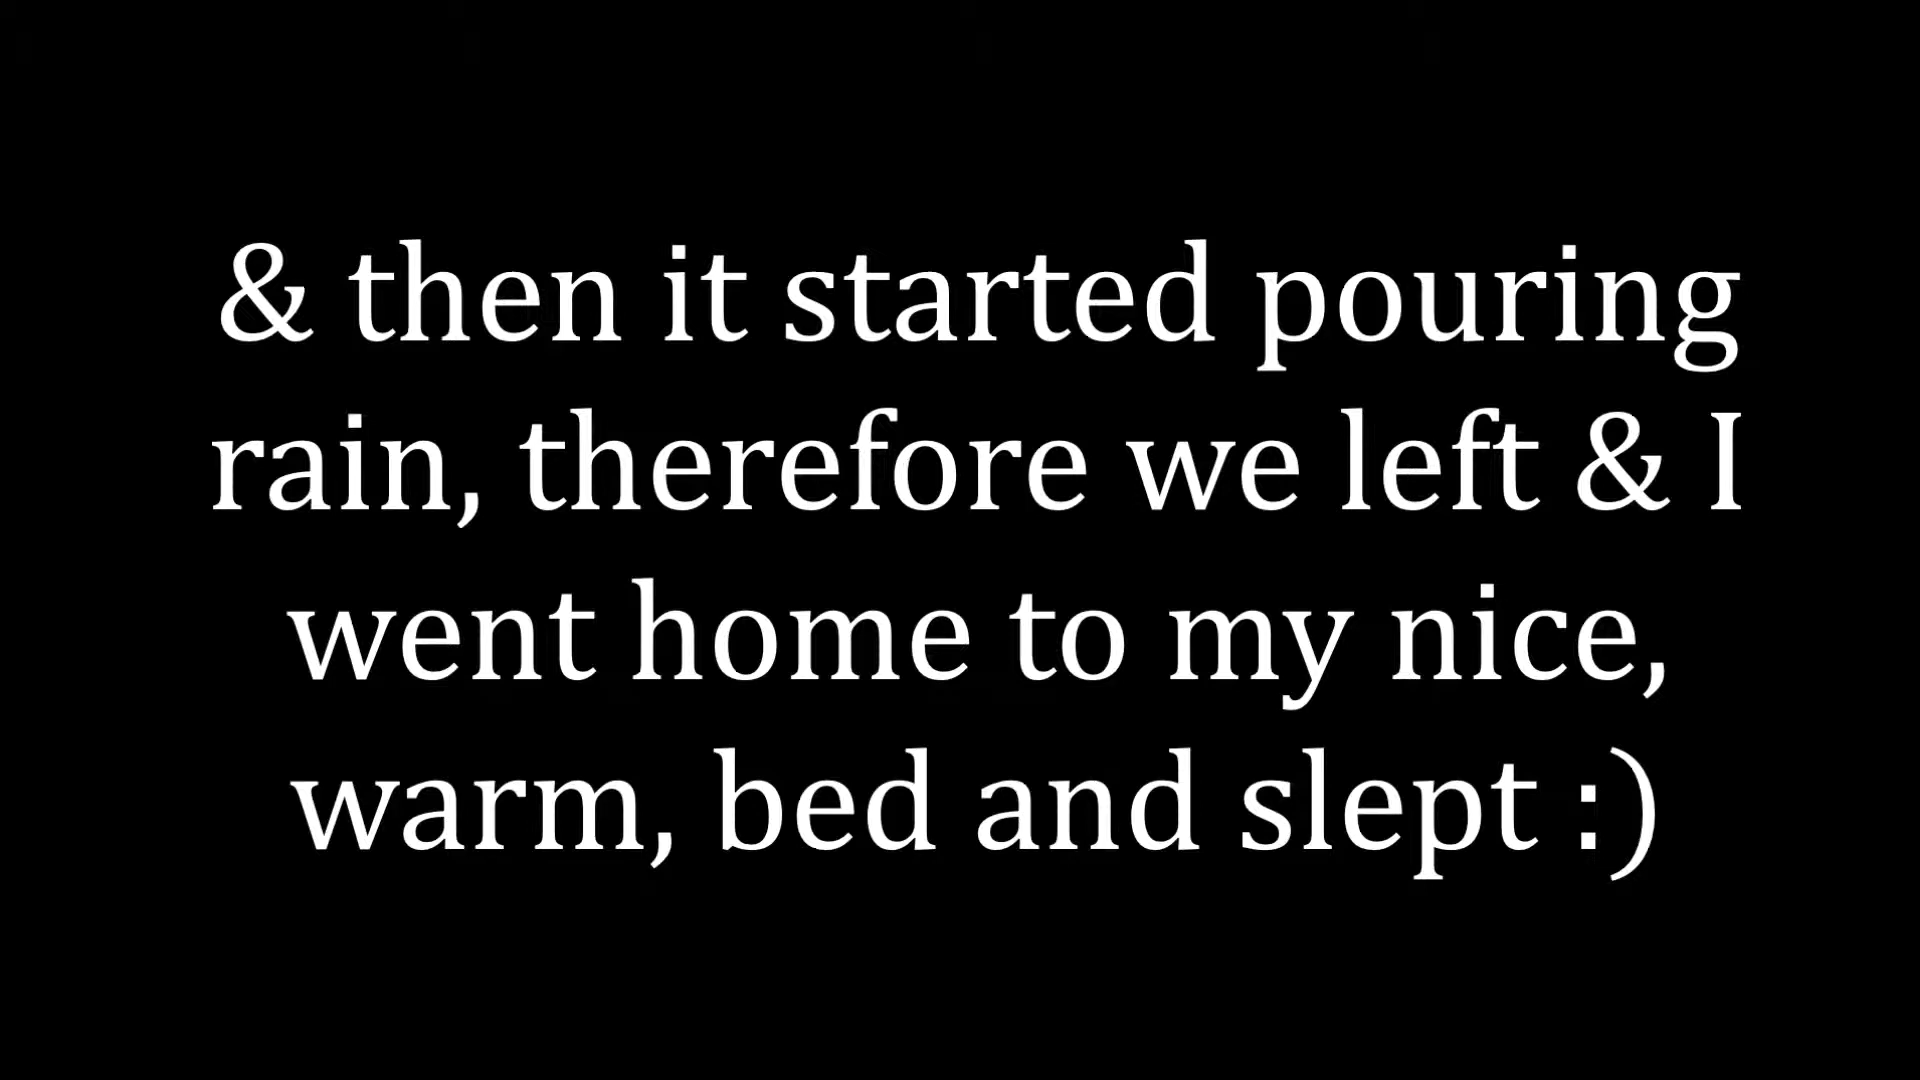 & then it started pouring
rain, therefore we left & I
went home to my nice,
warm, bed and slept :)